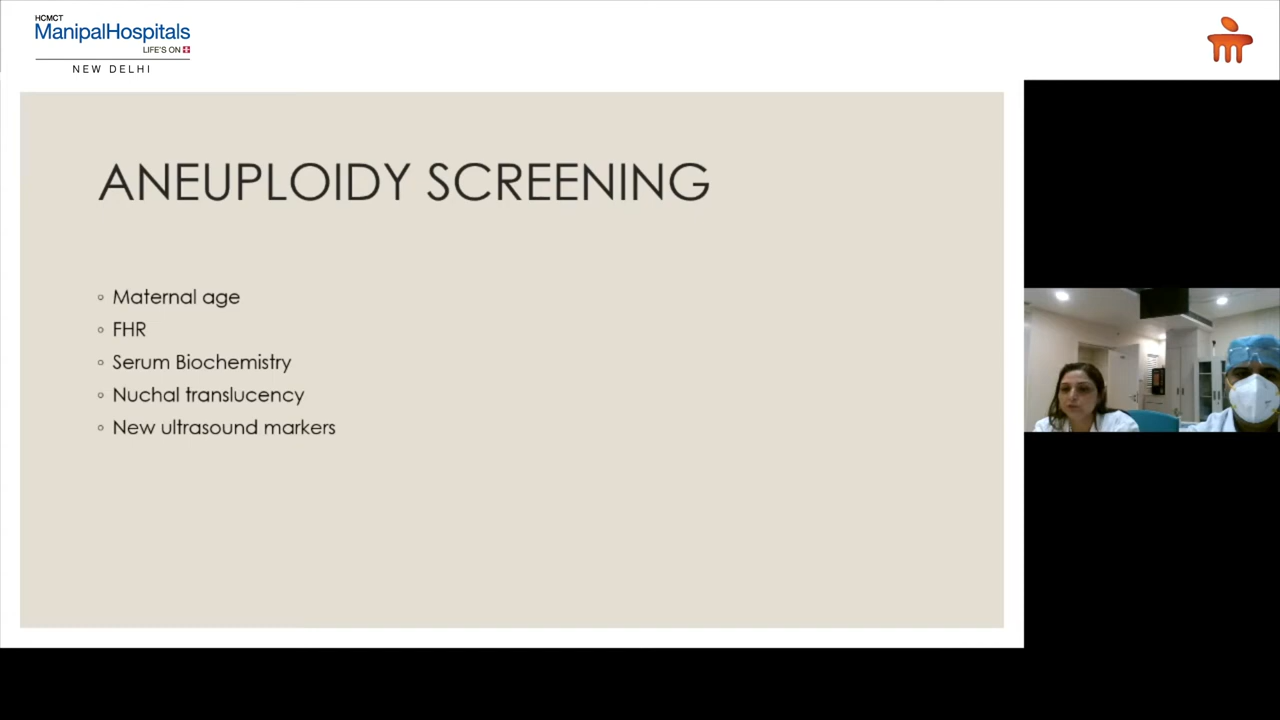 HCMCT
ManipalHospitals
LIFE'S ON
NEW DELHI
ANEUPLOIDY SCREENING
Maternal age
FHR
Serum Biochemistry
Nuchal translucency
New ultrasound markers